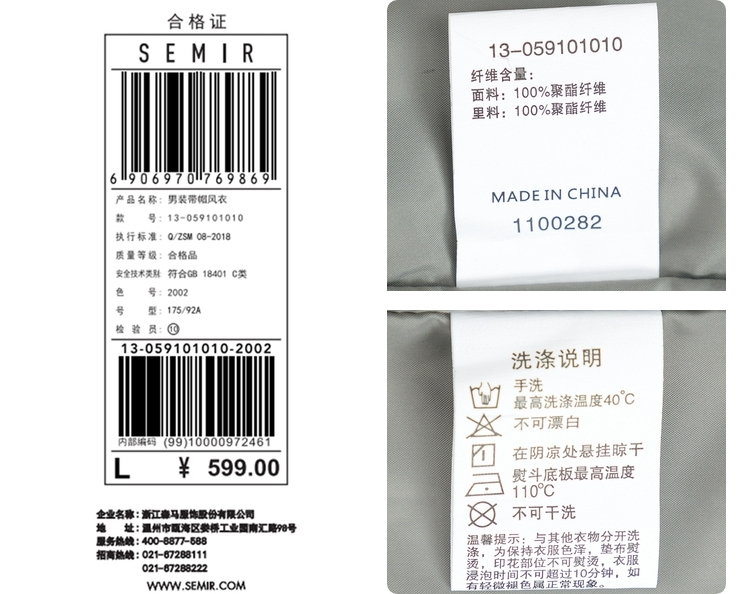 合格证
SEMIR
6 906970 769869
产品名称: 男装带帽风衣
款 号: 13-059101010
执行标准: Q/ZSM 08-2018
质量等级: 合格品
安全技术类别: 符合GB 18401 C类
色 号: 2002
号 型: 175/92A
检 验 员: ⑩
13-059101010-2002
内部编码 (99)10000972461
L ¥ 599.00
企业名称: 浙江森马服饰股份有限公司
地 址: 温州市瓯海区娄桥工业园南汇路98号
服务热线: 400-8877-588
招商热线: 021-67288111
021-67288222
WWW.SEMIR.COM
13-059101010
纤维含量:
面料: 100%聚酯纤维
里料: 100%聚酯纤维
MADE IN CHINA
1100282
洗涤说明
手洗
最高洗涤温度40°C
不可漂白
在阴凉处悬挂晾干
熨斗底板最高温度
110°C
不可干洗
温馨提示: 与其他衣物分开洗
涤, 为保持衣服色泽, 垫布熨
烫, 印花部位不可熨烫, 衣服
浸泡时间不可超过10分钟, 如
有轻微褪色属正常现象。